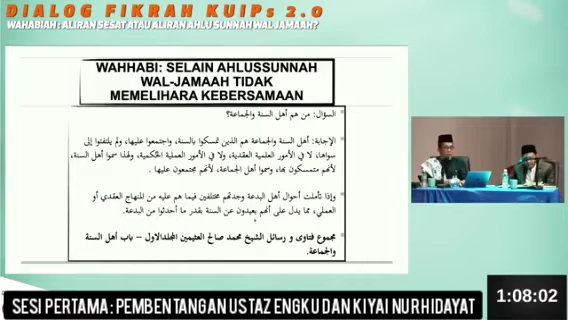 DIALOG FIKRAH KUIPs 2.0
WAHABIAH : ALIRAN SESAT ATAU ALIRAN AHLU SUNNAH WAL JAMAAH?
WAHHABI: SELAIN AHLUSSUNNAH
WAL-JAMAAH TIDAK
MEMELIHARA KEBERSAMAAN
السؤال: من هم أهل السنة والجماعة؟
الإجابة: أهل السنة والجماعة هم الذين تمسكوا بالسنة، واجتمعوا عليها، ولم يلتفتوا إلى
سواها، لا في الأمور العلمية العقدية، ولا في الأمور العملية الحكمية، ولهذا سموا أهل السنة،
لأنهم متمسكون بها، وسموا أهل الجماعة، لأنهم مجتمعون عليها .
وإذا تأملت أحوال أهل البدعة وجدتهم مختلفين فيما هم عليه من المنهاج العقدي أو
العملي، مما يدل على أنهم بعيدون عن السنة بقدر ما أحدثوا من البدعة.
مجموع فتاوى و رسائل الشيخ محمد صالح العثيمين المجلدالاول – باب أهل السنة
والجماعة.
SESI PERTAMA : PEMBENTANGAN USTAZ ENGKU DAN KIYAI NURHIDAYAT
1:08:02